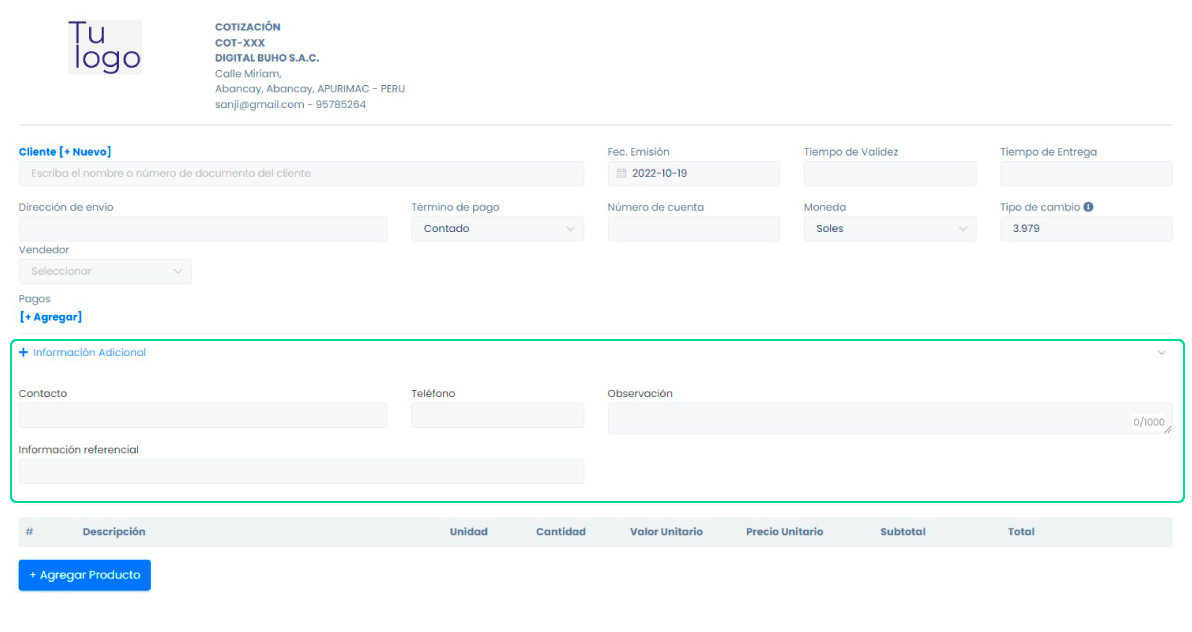 Tu
logo
COTIZACIÓN
COT-XXX
DIGITAL BUHO S.A.C.
Calle Miriam,
Abancay, Abancay, APURIMAC - PERU
sanji@gmail.com - 95785264
Cliente [+ Nuevo]
Fec. Emisión
Tiempo de Validez
Tiempo de Entrega
Escriba el nombre o número de documento del cliente
2022-10-19
Dirección de envío
Término de pago
Número de cuenta
Moneda
Tipo de cambio
Contado
Soles
3.979
Vendedor
Seleccionar
Pagos
[+ Agregar]
+ Información Adicional
Contacto
Teléfono
Observación
0/1000
Información referencial
# Descripción Unidad Cantidad Valor Unitario Precio Unitario Subtotal Total
+ Agregar Producto